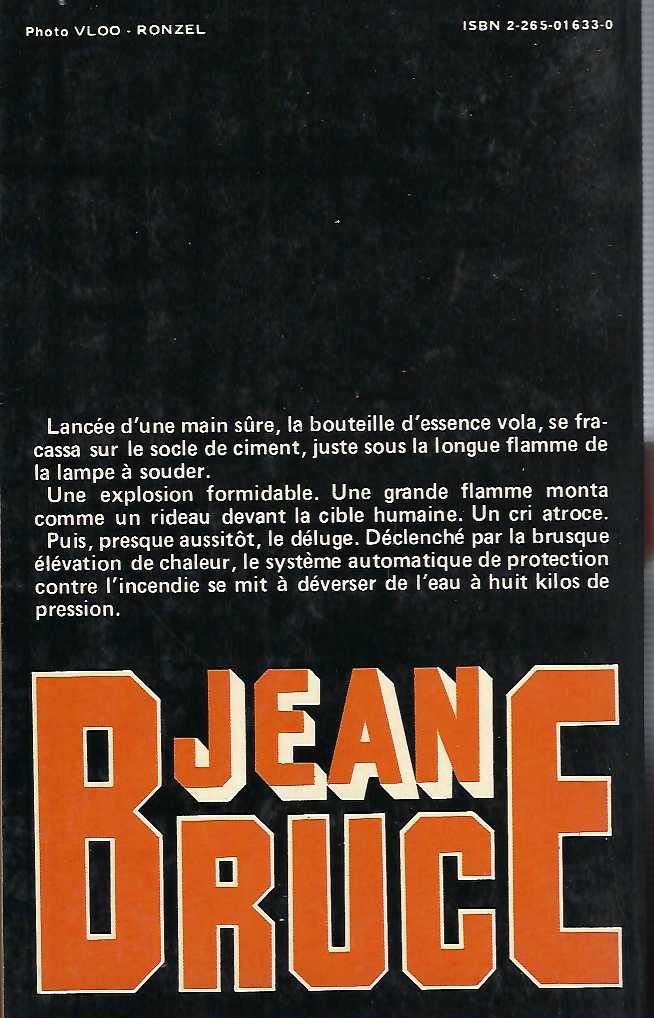 Photo VLOO - RONZEL
ISBN 2-265-01633-0
Lancée d'une main sûre, la bouteille d'essence vola, se fra-
cassa sur le socle de ciment, juste sous la longue flamme de
la lampe à souder.
Une explosion formidable. Une grande flamme monta
comme un rideau devant la cible humaine. Un cri atroce.
Puis, presque aussitôt, le déluge. Déclenché par la brusque
élévation de chaleur, le système automatique de protection
contre l'incendie se mit à déverser de l'eau à huit kilos de
pression.
JEAN
BRUCE